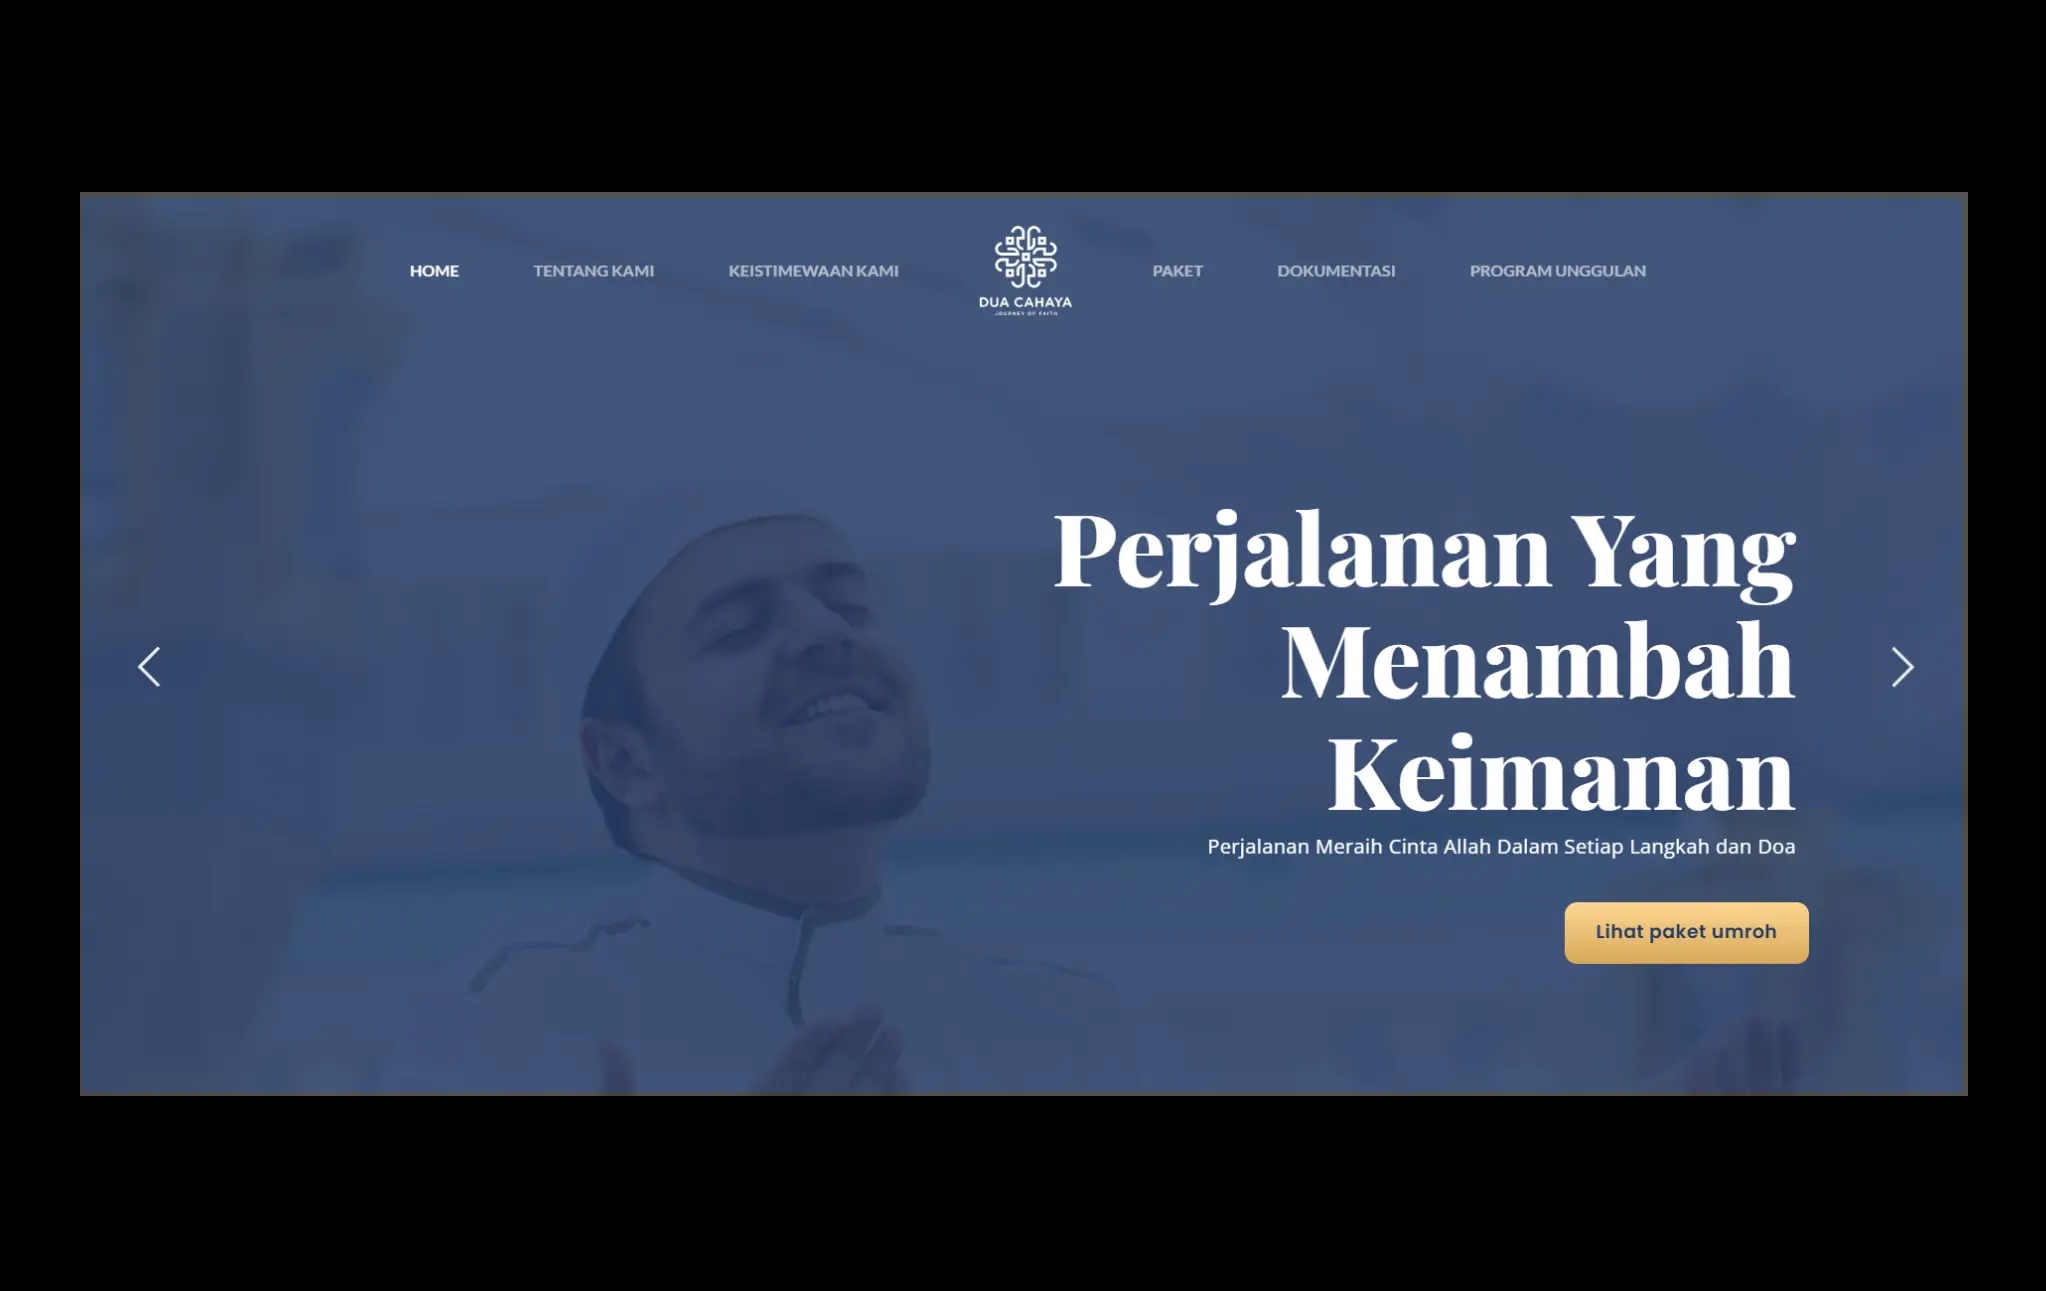 HOME
TENTANG KAMI
KEISTIMEWAAN KAMI
DUA CAHAYA
JOURNEY OF FAITH
PAKET
DOKUMENTASI
PROGRAM UNGGULAN
Perjalanan Yang
Menambah
Keimanan
Perjalanan Meraih Cinta Allah Dalam Setiap Langkah dan Doa
Lihat paket umroh